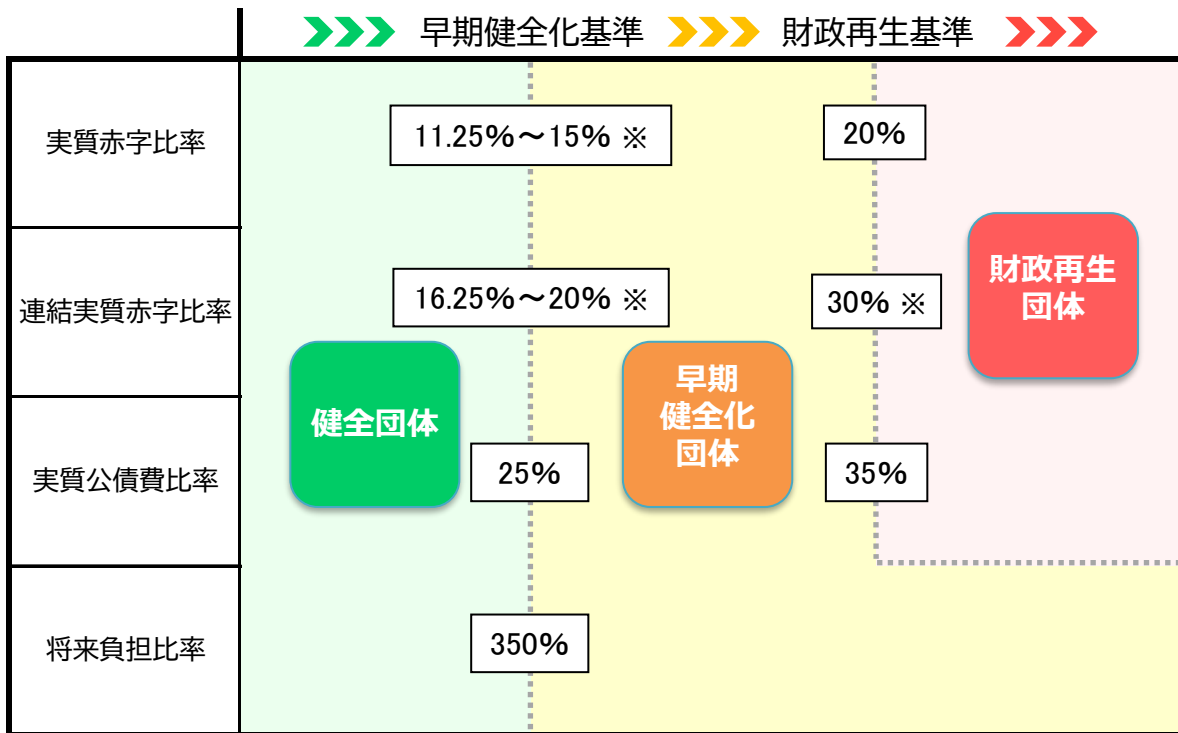 早期健全化基準 財政再生基準
実質赤字比率
11.25%～15% ※
20%
連結実質赤字比率
16.25%～20% ※
30% ※
財政再生
団体
健全団体
早期
健全化
団体
実質公債費比率
25%
35%
将来負担比率
350%